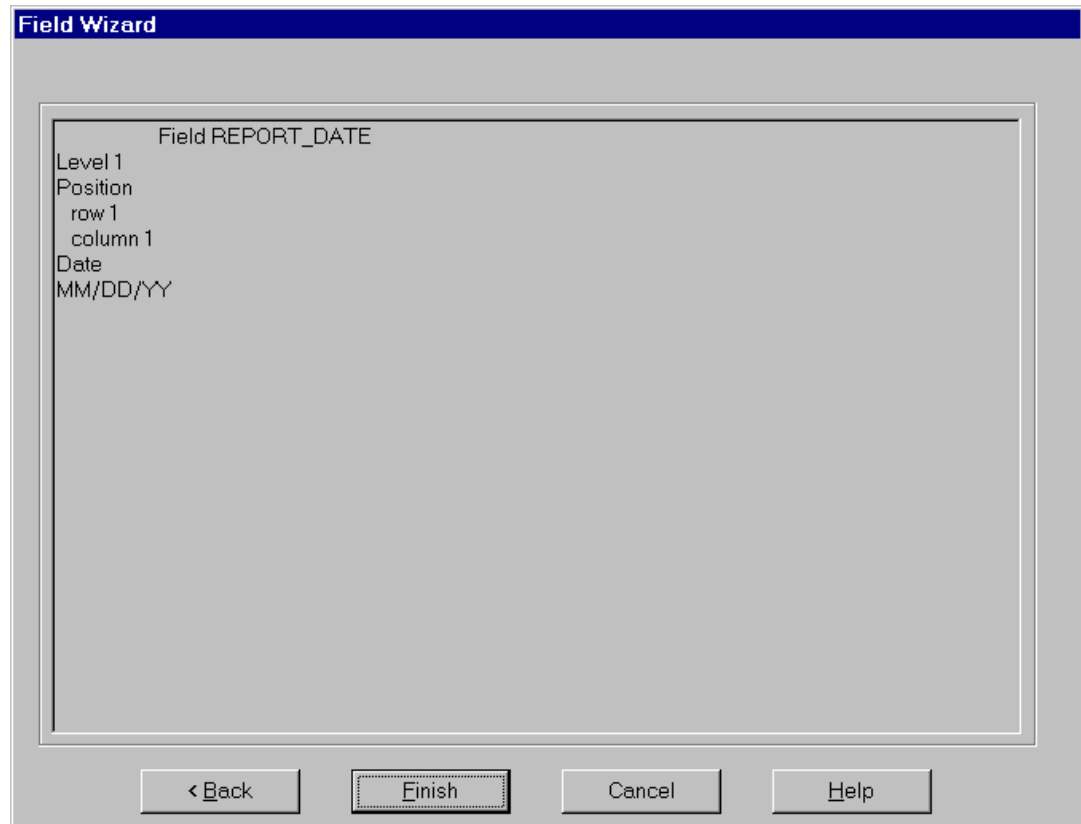 Field Wizard
Field REPORT_DATE
Level 1
Position
row 1
column 1
Date
MM/DD/YY
< Back
Finish
Cancel
Help